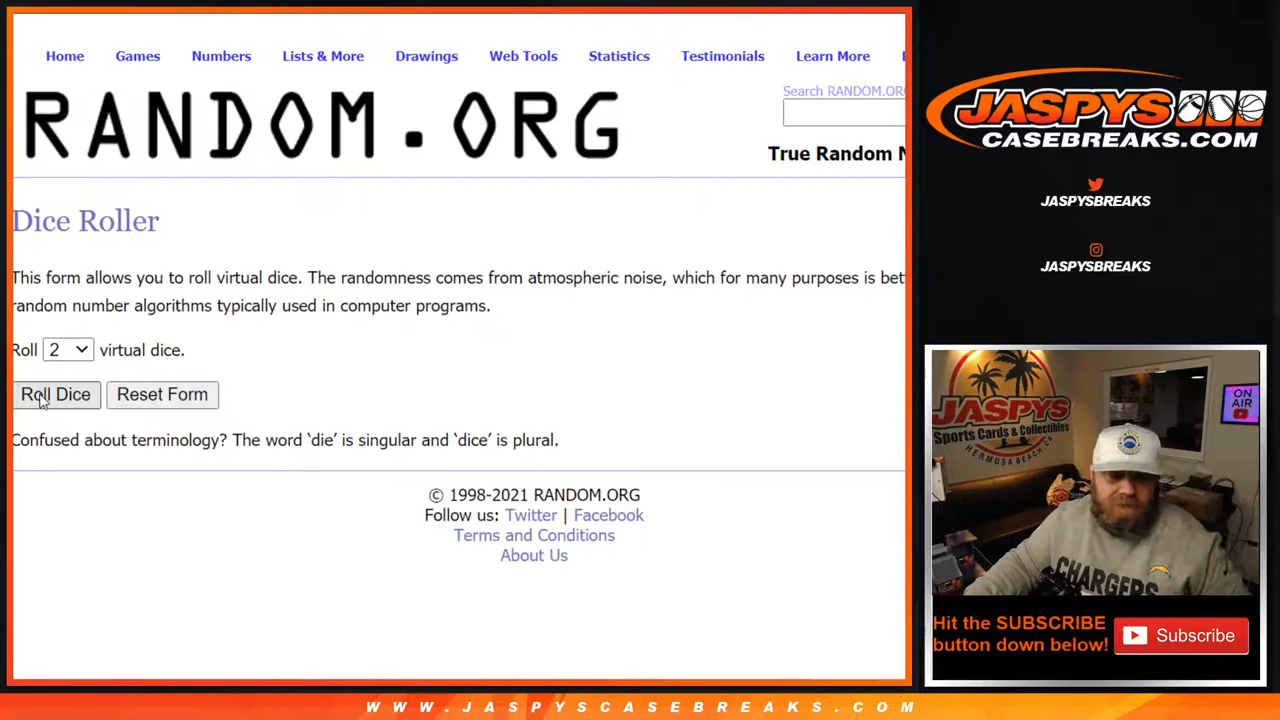 Home Games Numbers Lists & More Drawings Web Tools Statistics Testimonials Learn More
RANDOM.ORG
Search RANDOM.ORG
True Random N
Dice Roller
This form allows you to roll virtual dice. The randomness comes from atmospheric noise, which for many purposes is bet
random number algorithms typically used in computer programs.
Roll 2 virtual dice.
Roll Dice Reset Form
Confused about terminology? The word ‘die’ is singular and ‘dice’ is plural.
© 1998-2021 RANDOM.ORG
Follow us: Twitter | Facebook
Terms and Conditions
About Us
JASPYS
CASEBREAKS.COM
JASPYSBREAKS
JASPYSBREAKS
JASPYS
Sports Cards & Collectibles
HERMOSA BEACH, CA
ON
AIR
CHARGERS
Hit the SUBSCRIBE
button down below!
Subscribe
WWW.JASPYSCASEBREAKS.COM